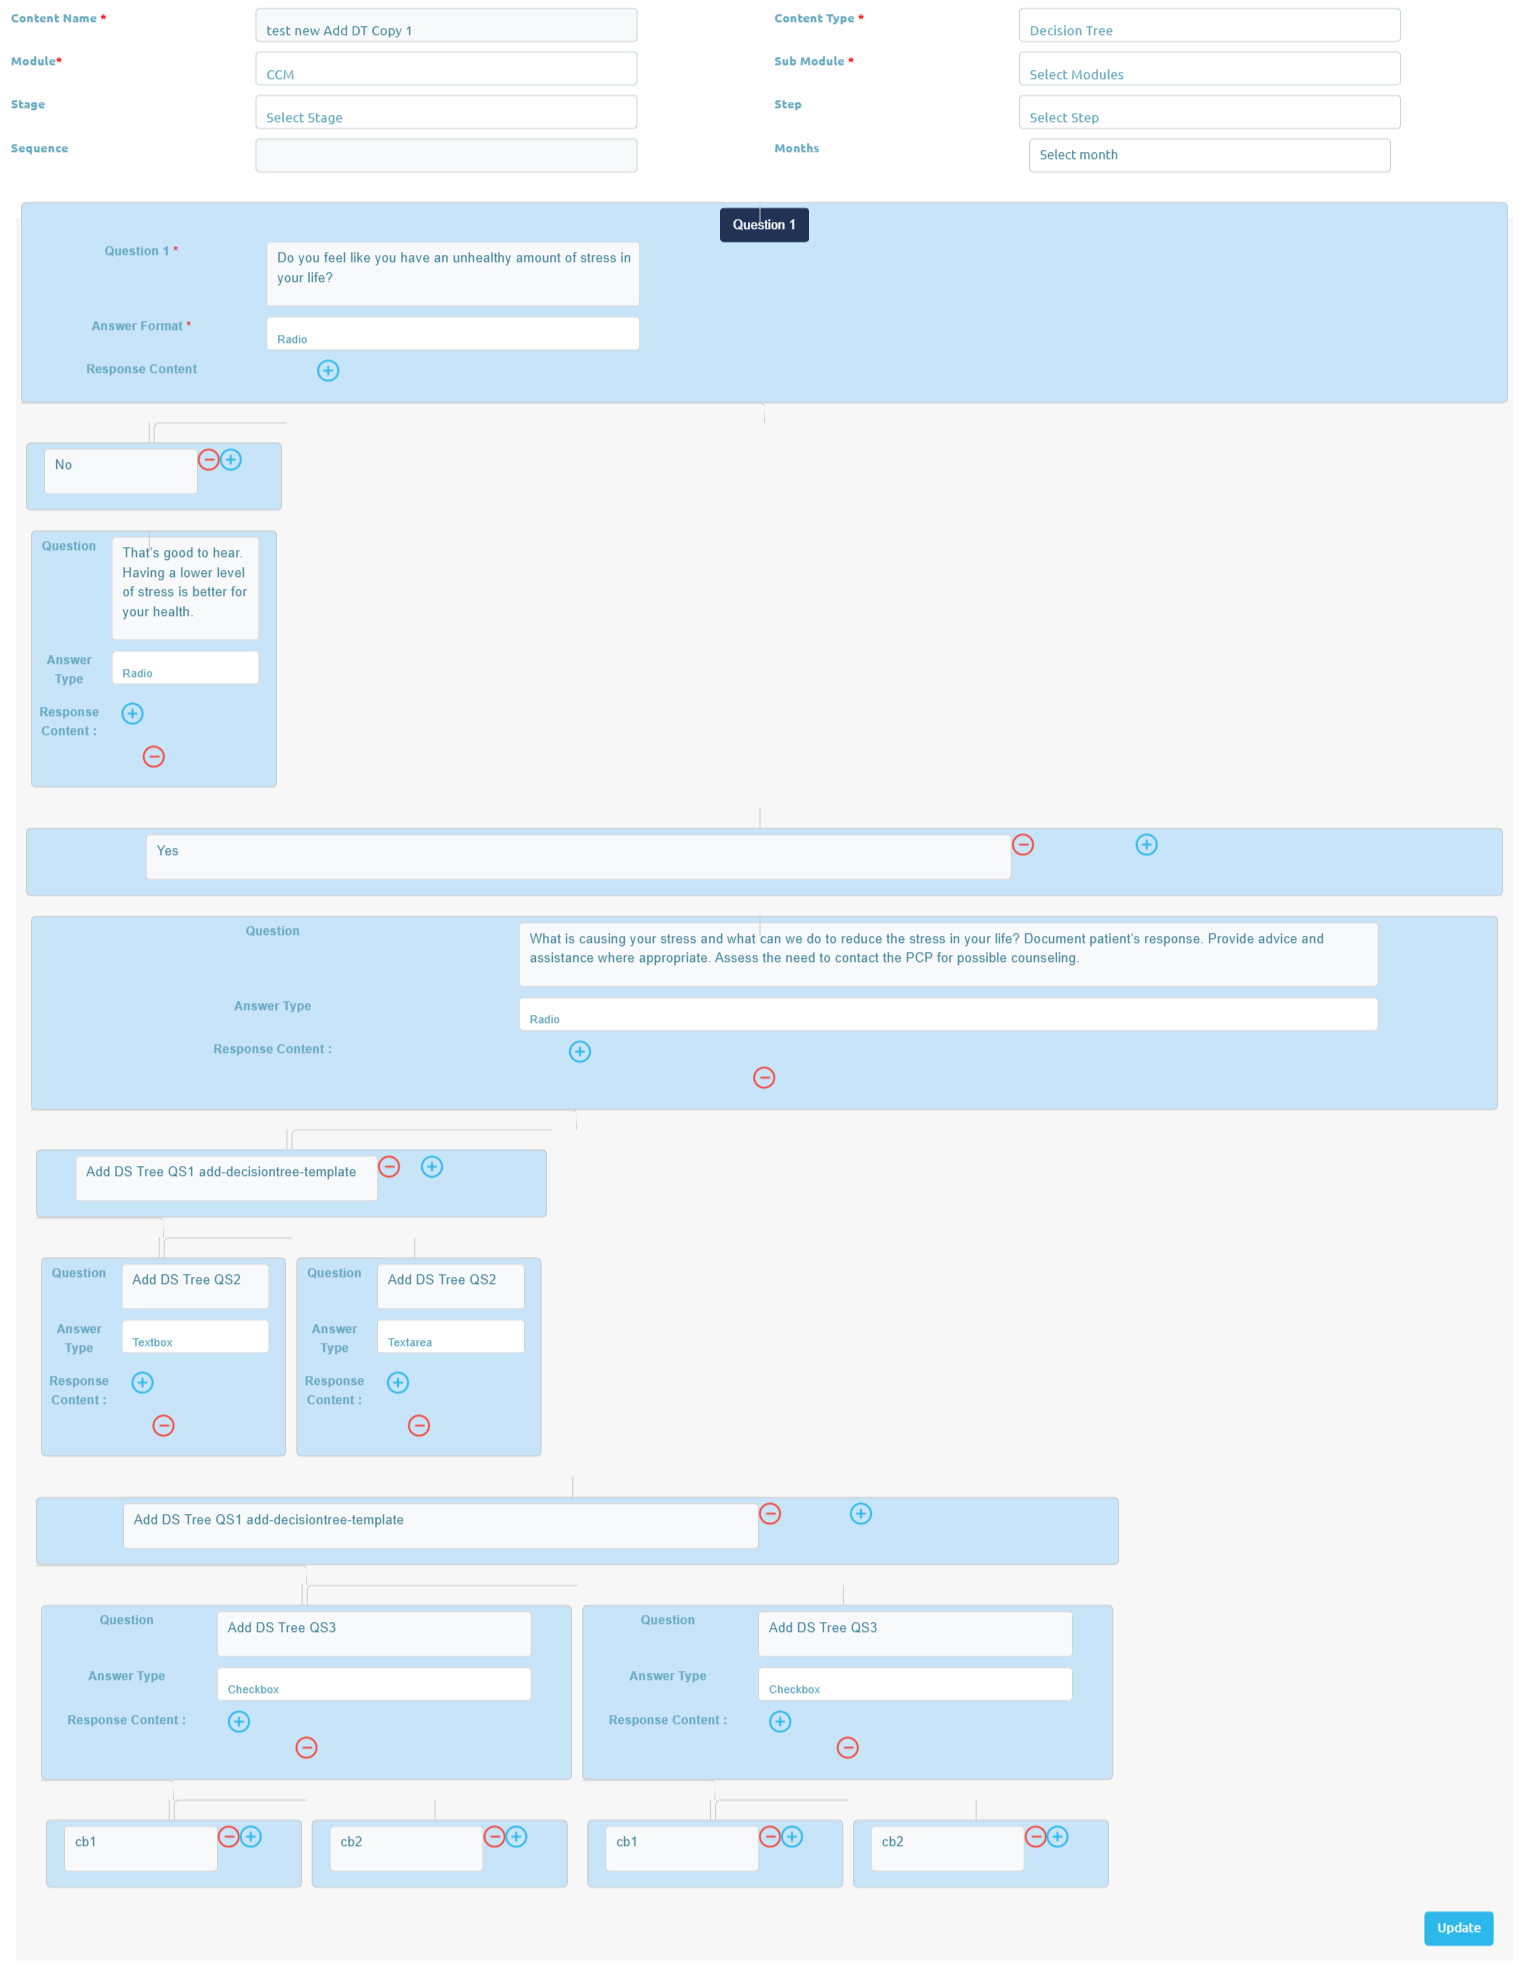 Content Name *
test new Add DT Copy 1
Content Type *
Decision Tree
Module*
CCM
Sub Module *
Select Modules
Stage
Select Stage
Step
Select Step
Sequence
Months
Select month
Question 1
Question 1 *
Do you feel like you have an unhealthy amount of stress in
your life?
Answer Format *
Radio
Response Content
No
Question
That's good to hear.
Having a lower level
of stress is better for
your health.
Answer
Type
Radio
Response
Content :
Yes
Question
What is causing your stress and what can we do to reduce the stress in your life? Document patient's response. Provide advice and
assistance where appropriate. Assess the need to contact the PCP for possible counseling.
Answer Type
Radio
Response Content :
Add DS Tree QS1 add-decisiontree-template
Question
Add DS Tree QS2
Answer
Type
Textbox
Response
Content :
Question
Add DS Tree QS2
Answer
Type
Textarea
Response
Content :
Add DS Tree QS1 add-decisiontree-template
Question
Add DS Tree QS3
Answer Type
Checkbox
Response Content :
Question
Add DS Tree QS3
Answer Type
Checkbox
Response Content :
cb1
cb2
cb1
cb2
Update